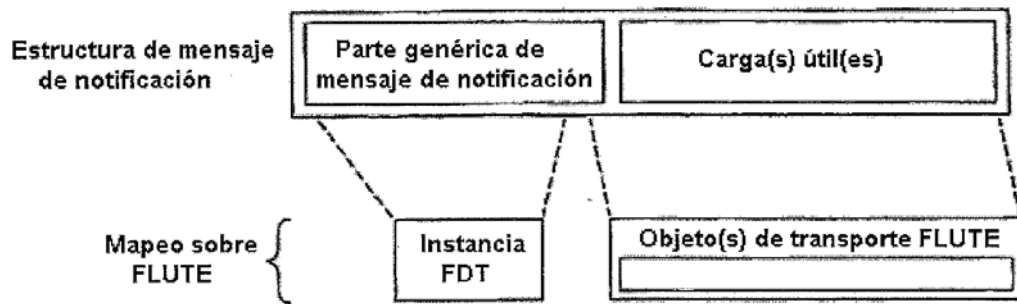 Estructura de mensaje
de notificación
Parte genérica de
mensaje de notificación
Carga(s) útil(es)
Mapeo sobre
FLUTE
Instancia
FDT
Objeto(s) de transporte FLUTE